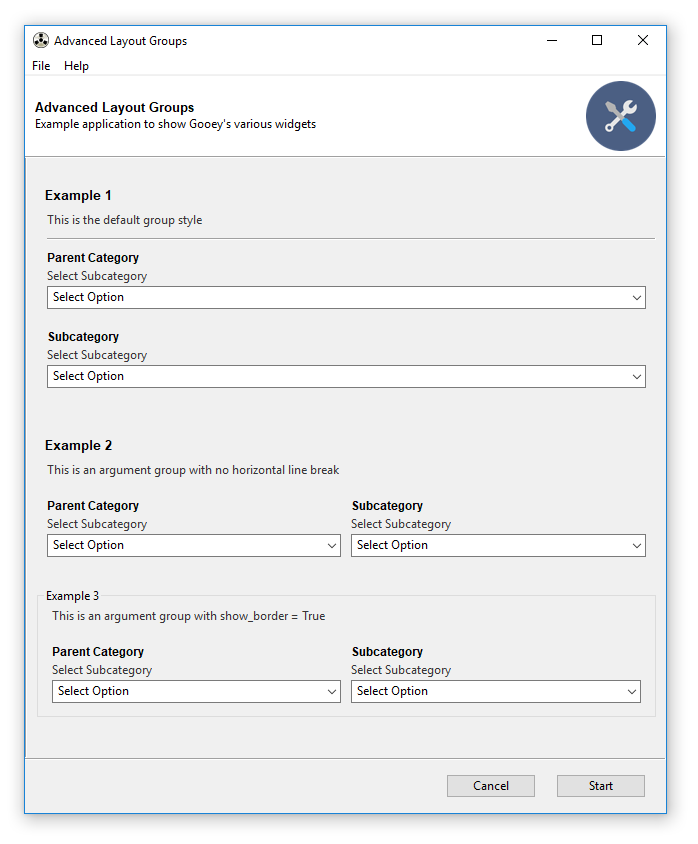 Advanced Layout Groups
File Help
Advanced Layout Groups
Example application to show Gooey's various widgets
Example 1
This is the default group style
Parent Category
Select Subcategory
Select Option
Subcategory
Select Subcategory
Select Option
Example 2
This is an argument group with no horizontal line break
Parent Category Subcategory
Select Subcategory Select Subcategory
Select Option Select Option
Example 3
This is an argument group with show_border = True
Parent Category Subcategory
Select Subcategory Select Subcategory
Select Option Select Option
Cancel Start